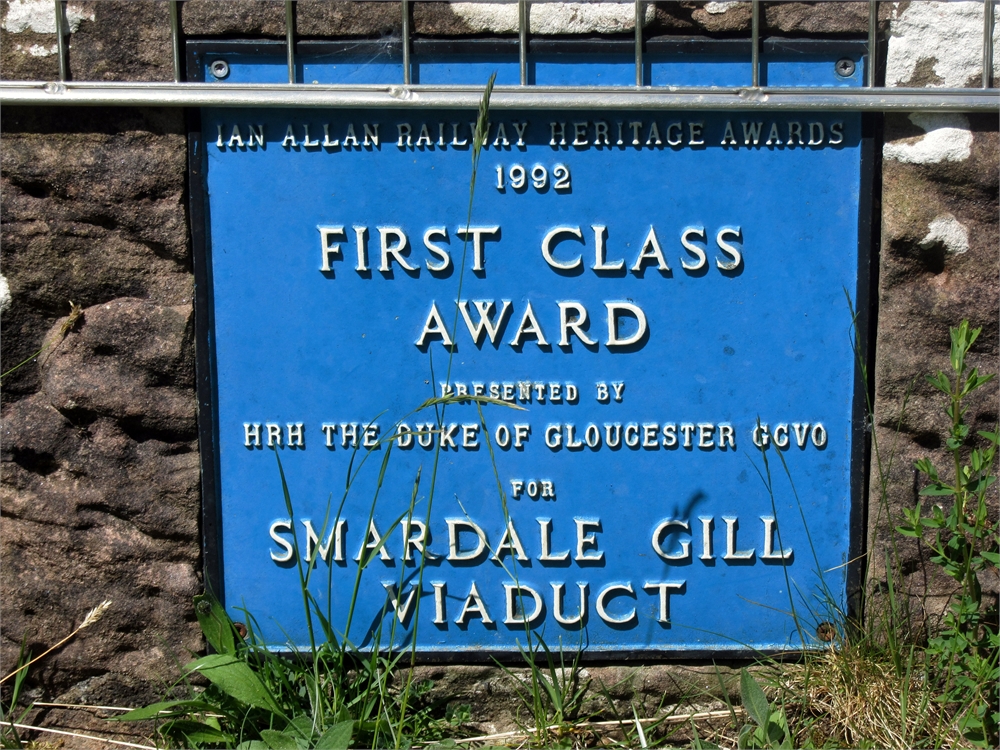 IAN ALLAN RAILWAY HERITAGE AWARDS
1992
FIRST CLASS
AWARD
PRESENTED BY
HRH THE DUKE OF GLOUCESTER GCVO
FOR
SMARDALE GILL
VIADUCT